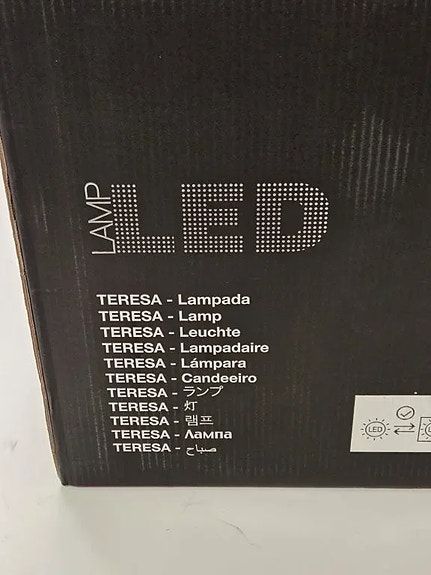 LAMP
LED
TERESA - Lampada
TERESA - Lamp
TERESA - Leuchte
TERESA - Lampadaire
TERESA - Lámpara
TERESA - Candeeiro
TERESA - ランプ
TERESA - 灯
TERESA - 램프
TERESA - Лампа
TERESA - صباح
LED